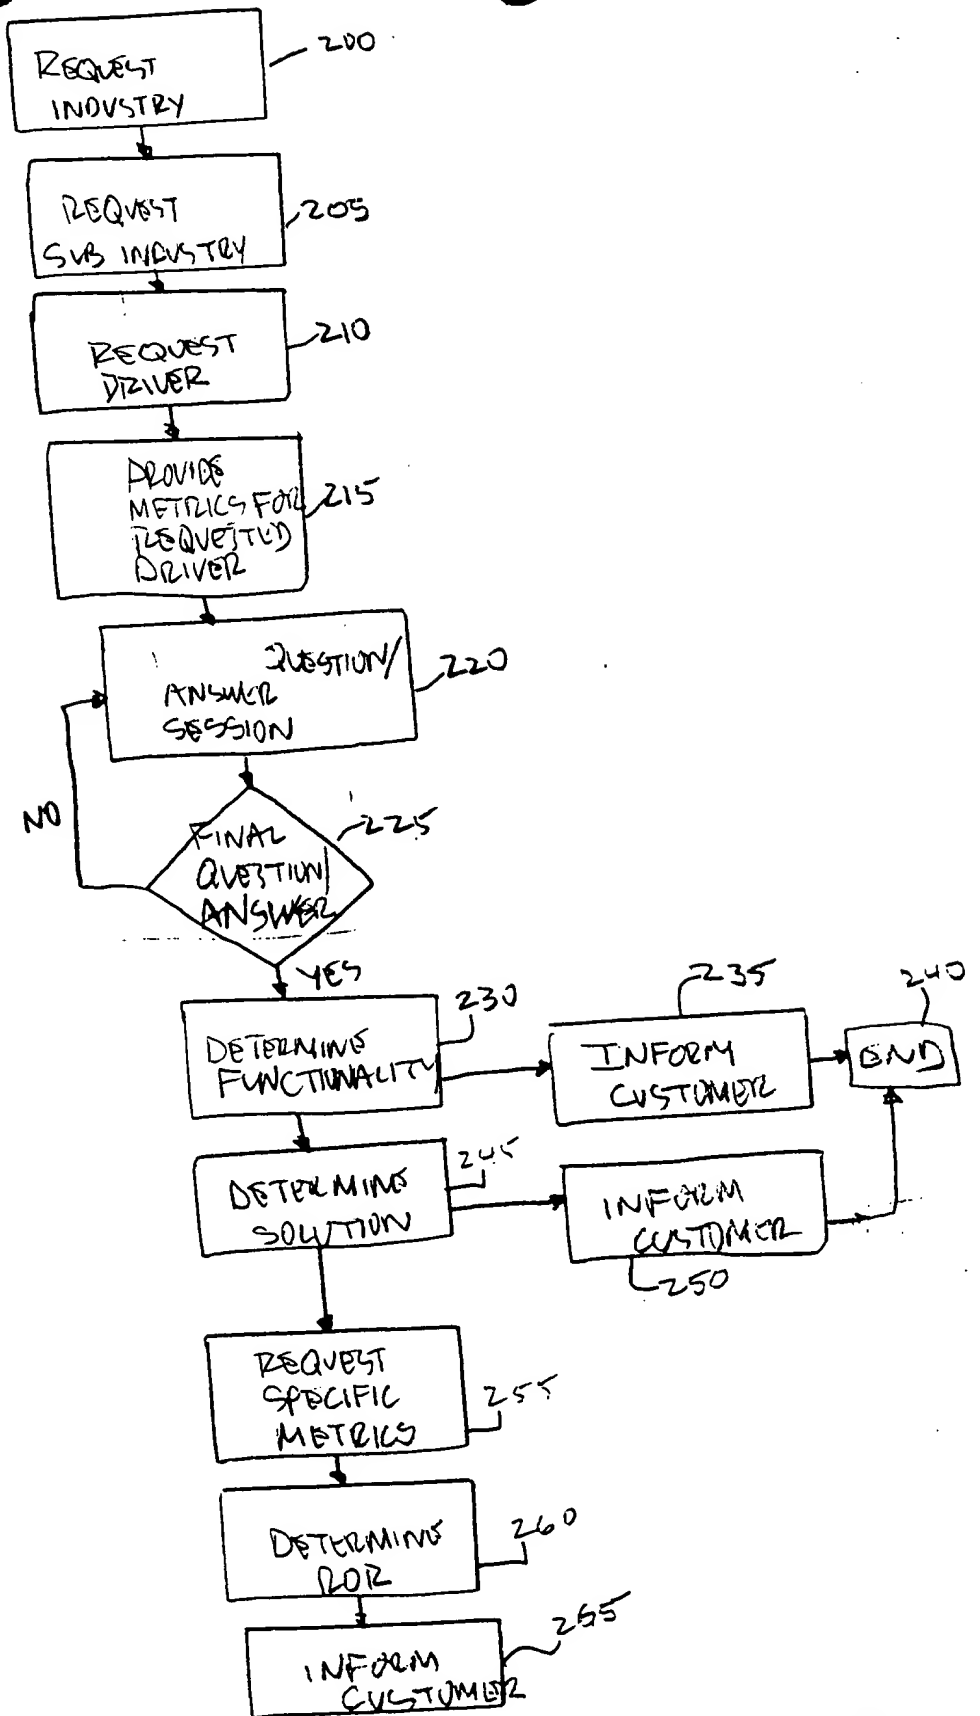 REQUEST
INDUSTRY
200
REQUEST
SUB INDUSTRY
205
REQUEST
DRIVER
210
PROVIDE
METRICS FOR
REQUESTED
DRIVER
215
QUESTION/
ANSWER
SESSION
220
NO
FINAL
QUESTION/
ANSWER
225
YES
DETERMINE
FUNCTIONALITY
230
INFORM
CUSTOMER
235
END
240
DETERMINE
SOLUTION
245
INFORM
CUSTOMER
250
REQUEST
SPECIFIC
METRICS
255
DETERMINE
ROR
260
INFORM
CUSTOMER